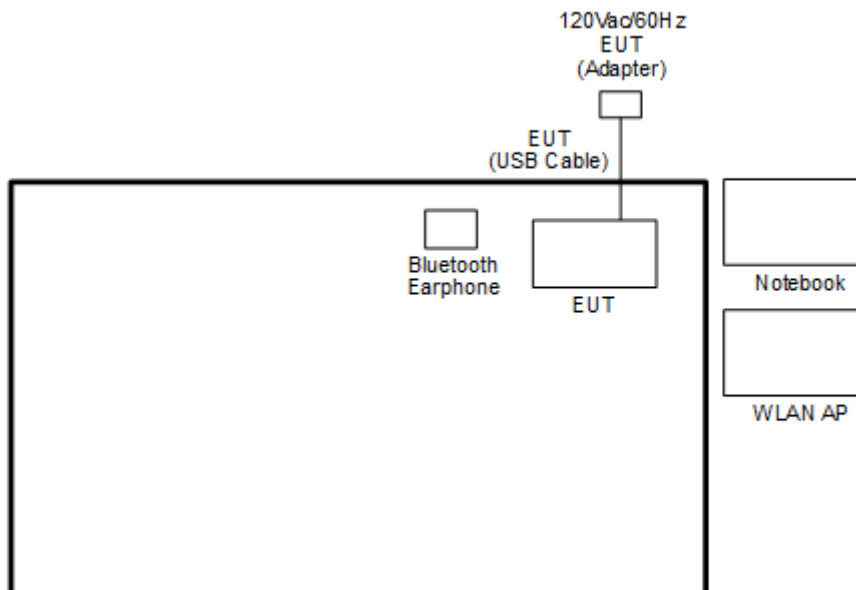 120Vac/60Hz
EUT
(Adapter)
EUT
(USB Cable)
Bluetooth
Earphone
EUT
Notebook
WLAN AP